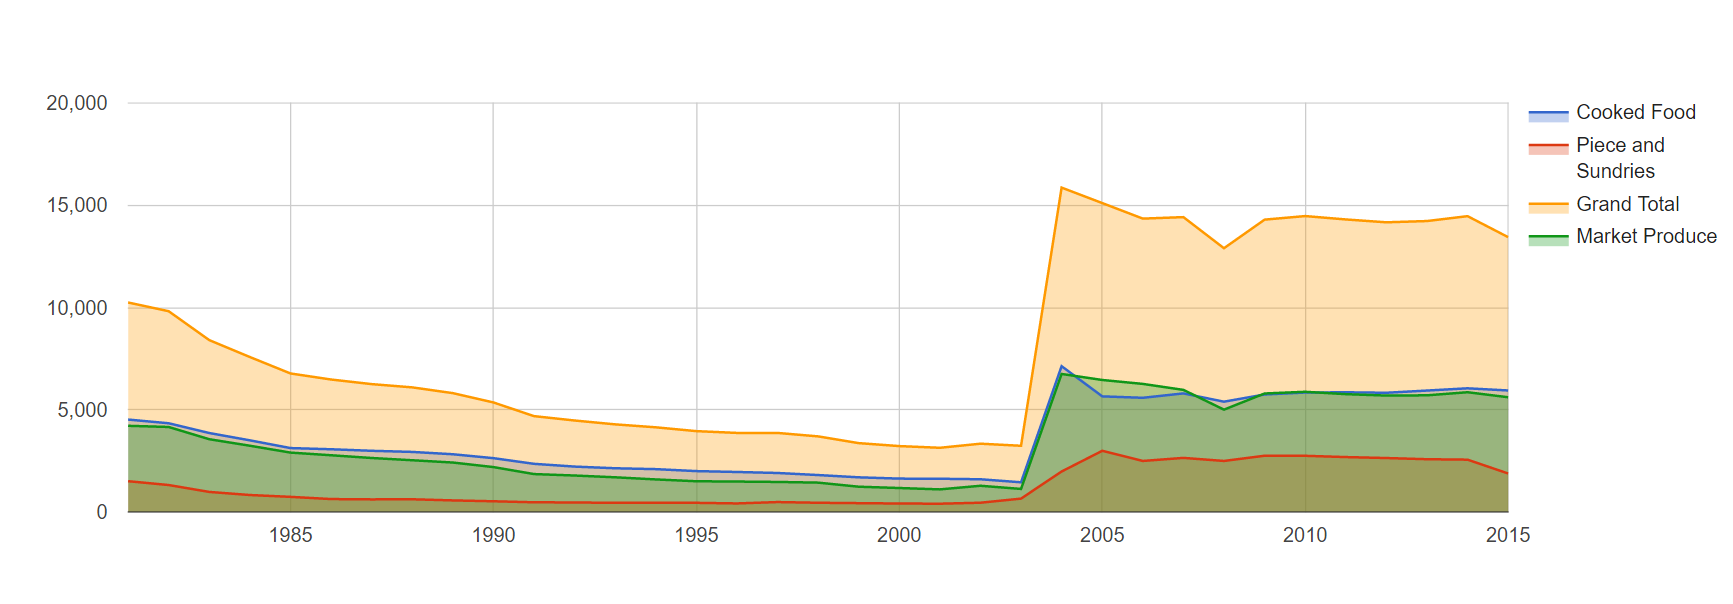 20,000
15,000
10,000
5,000
0
1985
1990
1995
2000
2005
2010
2015
Cooked Food
Piece and
Sundries
Grand Total
Market Produce